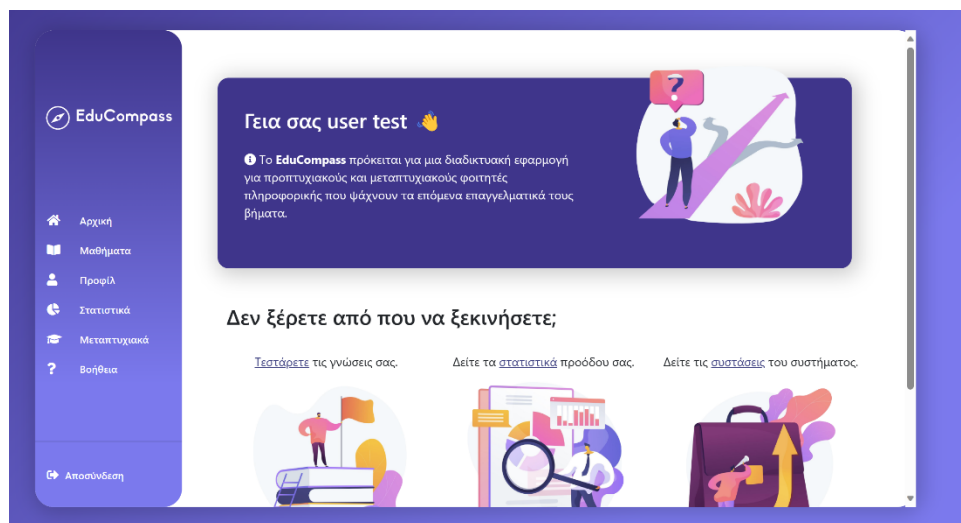 EduCompass
Αρχική
Μαθήματα
Προφίλ
Στατιστικά
Μεταπτυχιακά
Βοήθεια
Αποσύνδεση
Γεια σας user test 👋
Το EduCompass πρόκειται για μια διαδικτυακή εφαρμογή
για προπτυχιακούς και μεταπτυχιακούς φοιτητές
πληροφορικής που ψάχνουν τα επόμενα επαγγελματικά τους
βήματα.
?
Δεν ξέρετε από που να ξεκινήσετε;
Τεστάρετε τις γνώσεις σας.
Δείτε τα στατιστικά προόδου σας.
Δείτε τις συστάσεις του συστήματος.